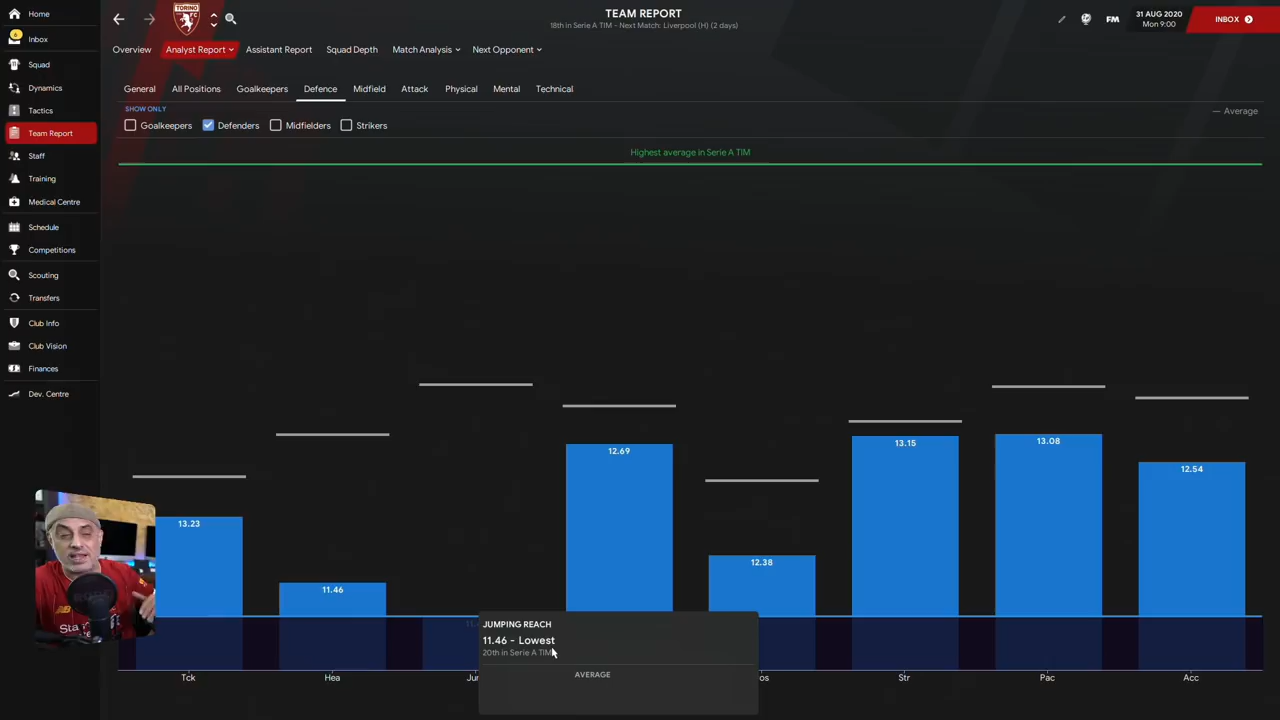 TEAM REPORT
18th in Serie A TIM - Next Match: Liverpool (H) (2 days)
FM
31 AUG 2020
Mon 9:00
INBOX
TORINO FC
Home
6
Inbox
Squad
Dynamics
Tactics
Team Report
Staff
Training
Medical Centre
Schedule
Competitions
Scouting
Transfers
Club Info
Club Vision
Finances
Dev. Centre
Overview
Analyst Report
Assistant Report
Squad Depth
Match Analysis
Next Opponent
General
All Positions
Goalkeepers
Defence
Midfield
Attack
Physical
Mental
Technical
SHOW ONLY
Goalkeepers
Defenders
Midfielders
Strikers
Average
Highest average in Serie A TIM
13.23
11.46
12.69
12.38
13.15
13.08
12.54
JUMPING REACH
11.46 - Lowest
20th in Serie A TIM
AVERAGE
Tck
Hea
Str
Pac
Acc